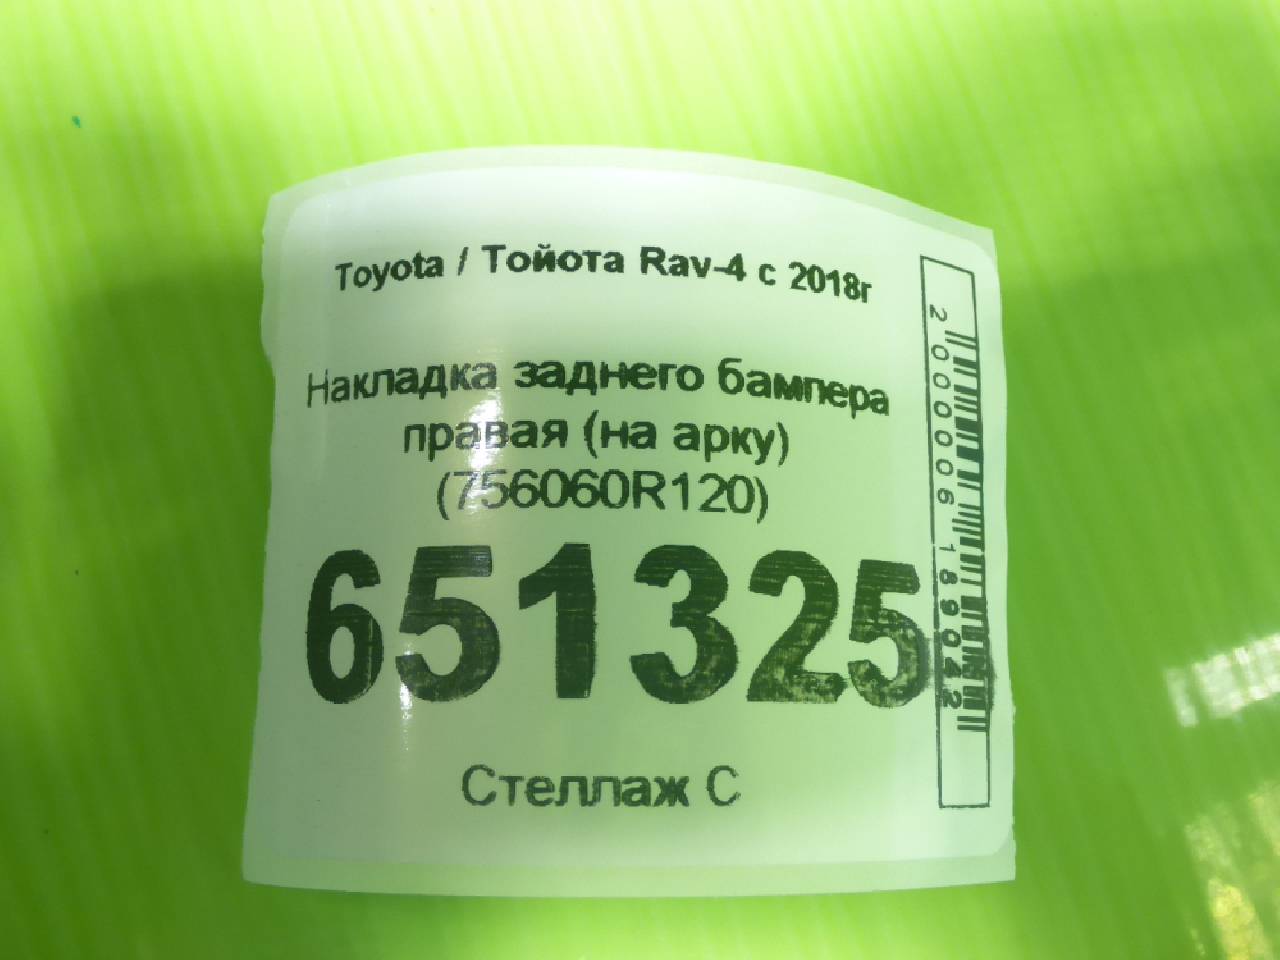 Toyota / Тойота Rav-4 с 2018г
Накладка заднего бампера
правая (на арку)
(756060R120)
651325
Стеллаж С
2000006189042